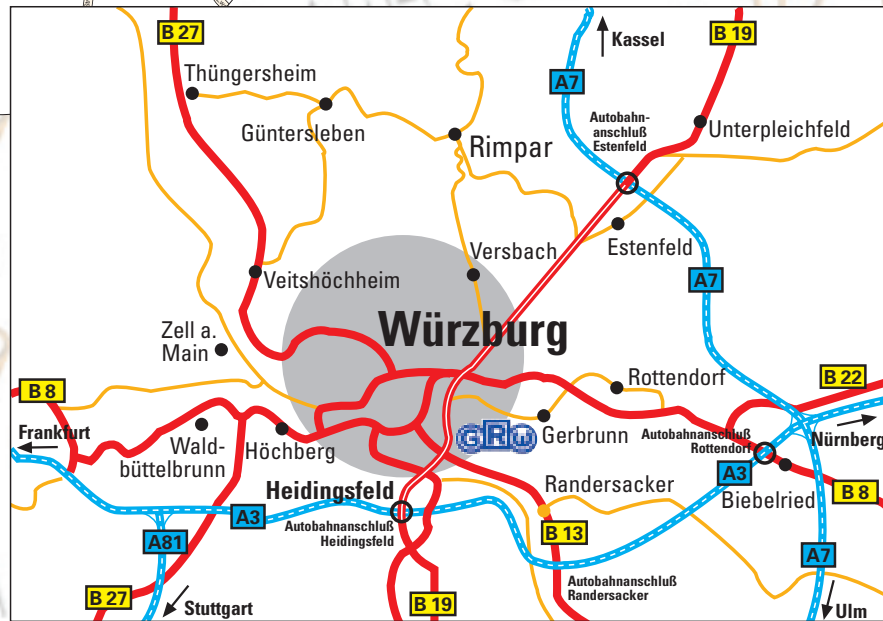 B 27
Kassel
B 19
A7
Thüngersheim
Autobahn-
anschluß
Estenfeld
Unterpleichfeld
Güntersleben
Rimpar
Versbach
Estenfeld
Veitshöchheim
A7
Würzburg
Zell a.
Main
Rottendorf
B 22
B 8
Frankfurt
Wald-
büttelbrunn
Höchberg
GRW
Gerbrunn
Autobahnanschluß
Rottendorf
Nürnberg
A3
Biebelried
B 8
Heidingsfeld
Autobahnanschluß
Heidingsfeld
Randersacker
A3
A81
B 13
A7
Autobahnanschluß
Randersacker
B 27
Stuttgart
B 19
Ulm